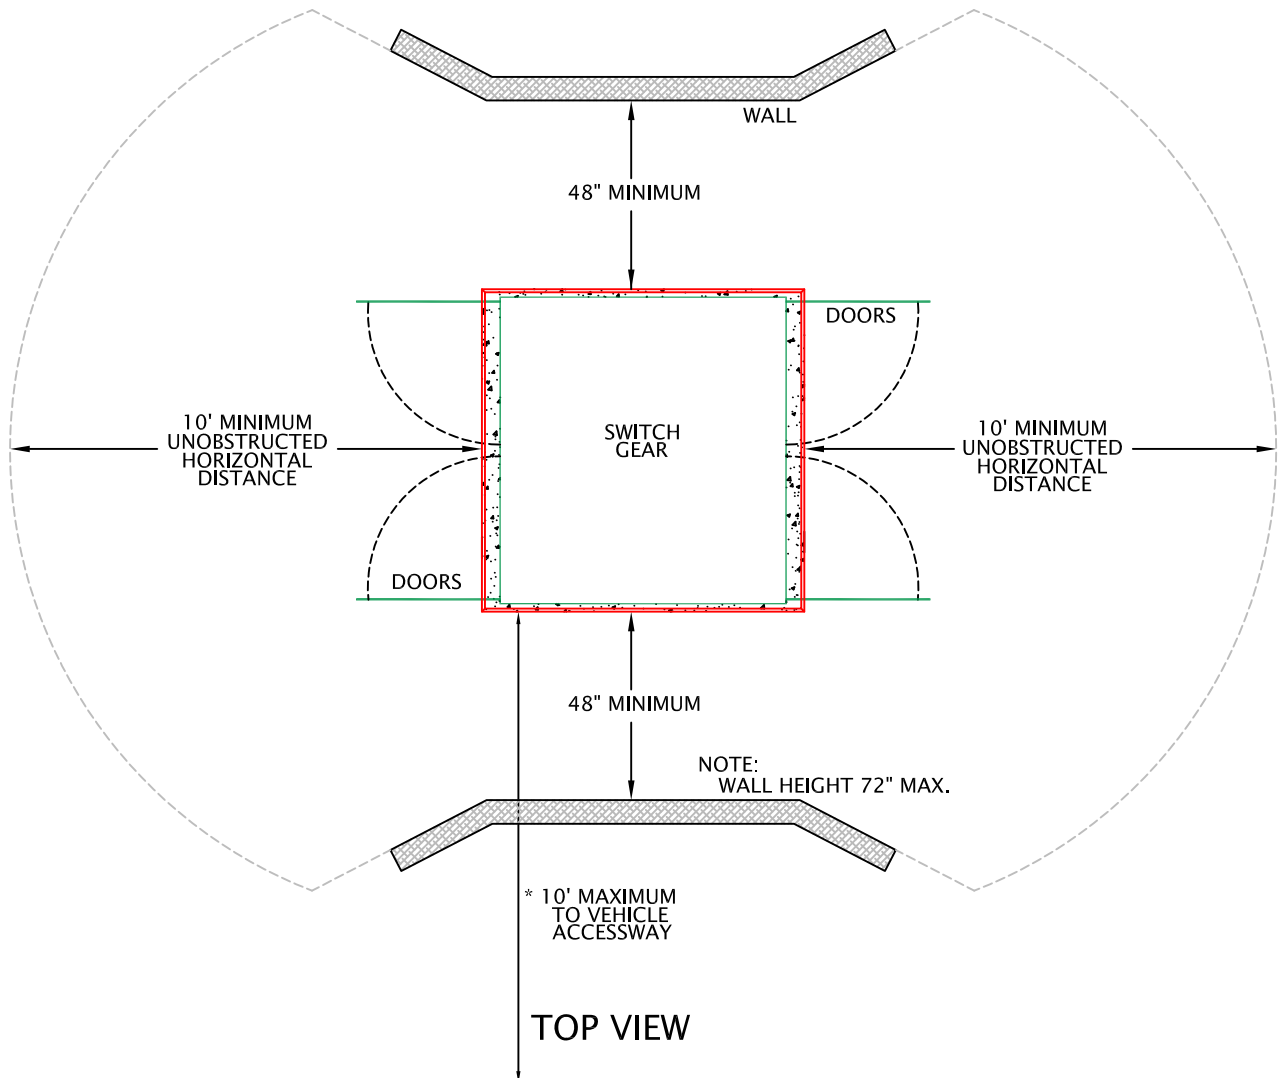 WALL
48" MINIMUM
DOORS
10' MINIMUM
UNOBSTRUCTED
HORIZONTAL
DISTANCE
SWITCH
GEAR
10' MINIMUM
UNOBSTRUCTED
HORIZONTAL
DISTANCE
DOORS
48" MINIMUM
NOTE:
WALL HEIGHT 72" MAX.
* 10' MAXIMUM
TO VEHICLE
ACCESSWAY
TOP VIEW